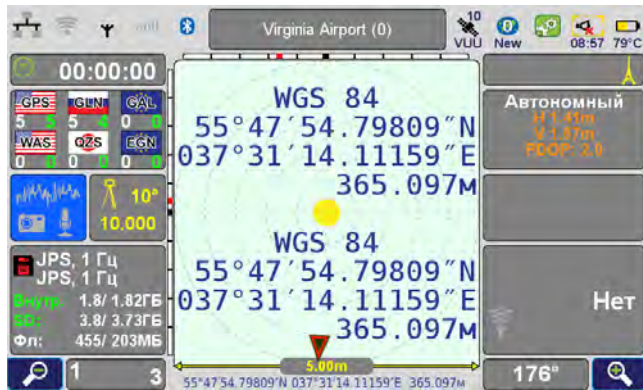 null
Virginia Airport (0)
10
VUU
New
08:57 79°C
00:00:00
GPS GLN GAL
5 5 5 4 0 0
WAS QZS EGN
0 0 0 0 0 0
10°
10.000
JPS, 1 Гц
JPS, 1 Гц
Внутр: 1.8/ 1.82ГБ
SD: 3.8/ 3.73ГБ
Фл: 455/ 203МБ
1 3
WGS 84
55°47′54.79809″N
037°31′14.11159″E
365.097м
WGS 84
55°47′54.79809″N
037°31′14.11159″E
365.097м
5.00m
55°47'54.79809″N 037°31'14.11159″E 365.097м
Автономный
H 1.41m
V 1.87m
PDOP: 2.0
Нет
176°